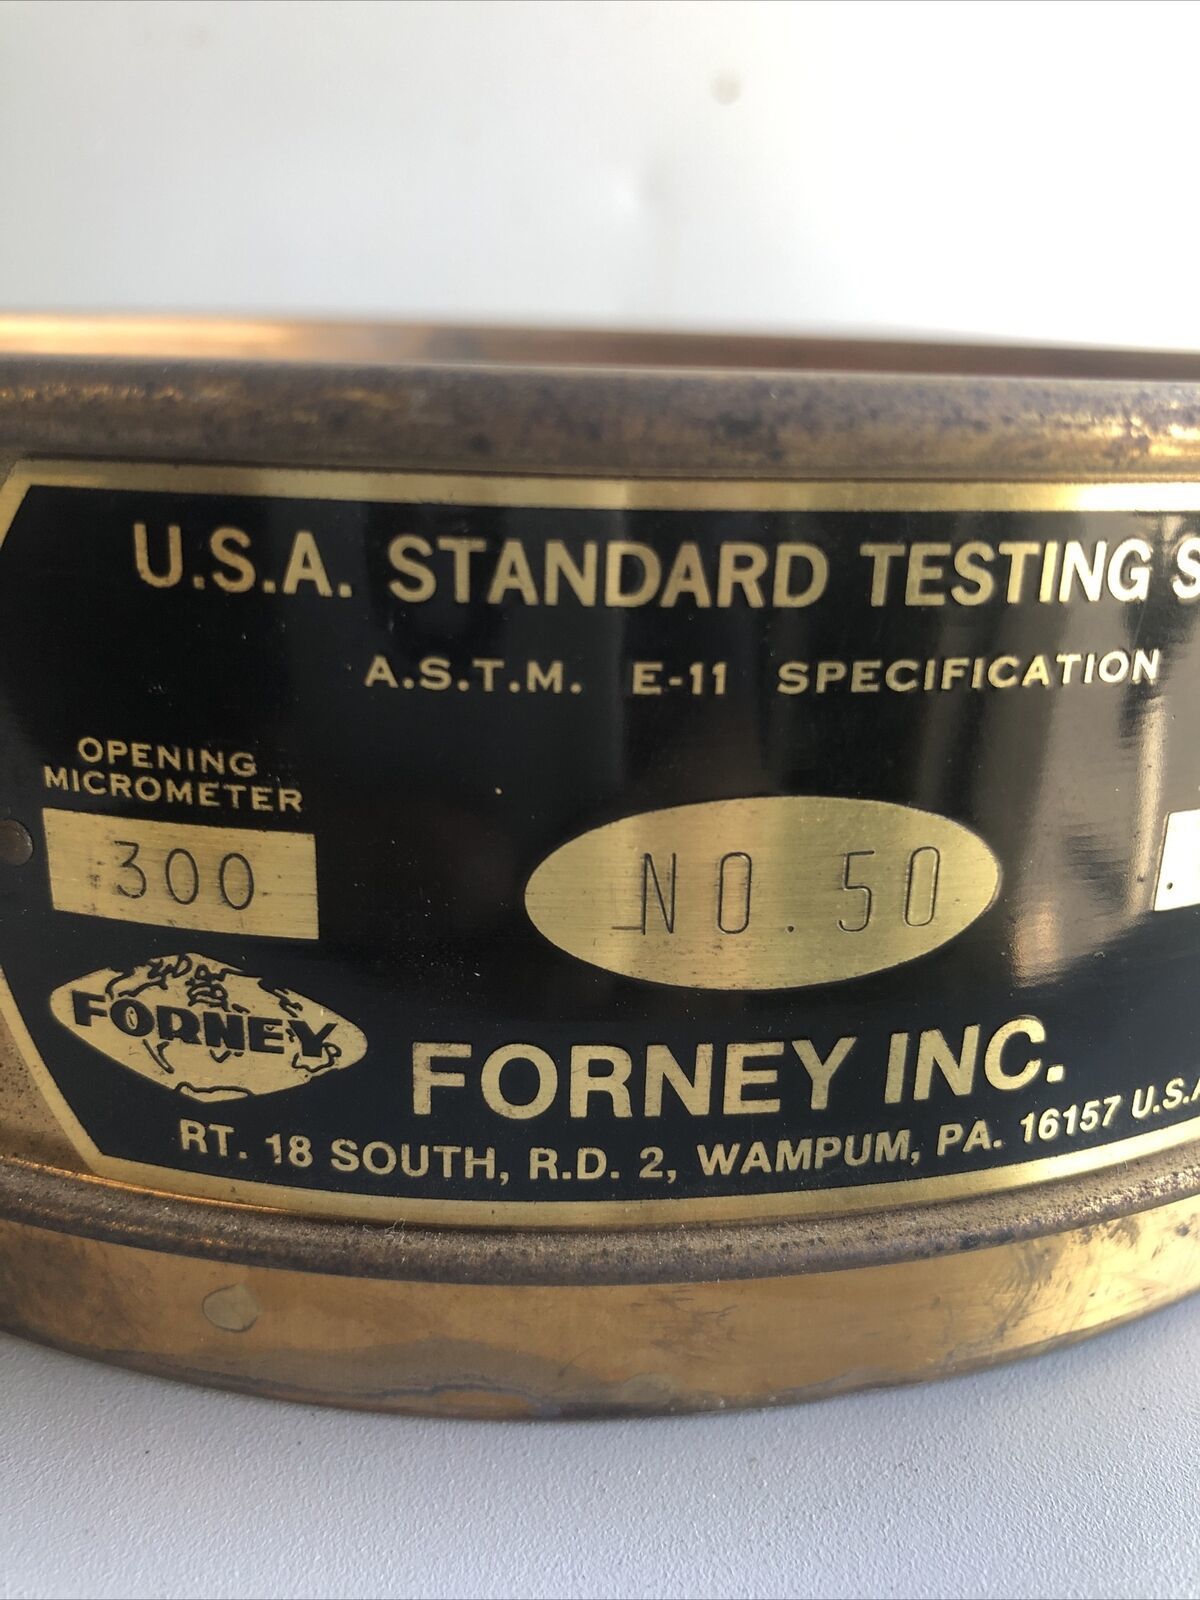 U.S.A. STANDARD TESTING S
A.S.T.M. E-11 SPECIFICATION
OPENING
MICROMETER
300
NO. 50
FORNEY
FORNEY INC.
RT. 18 SOUTH, R.D. 2, WAMPUM, PA. 16157 U.S.A